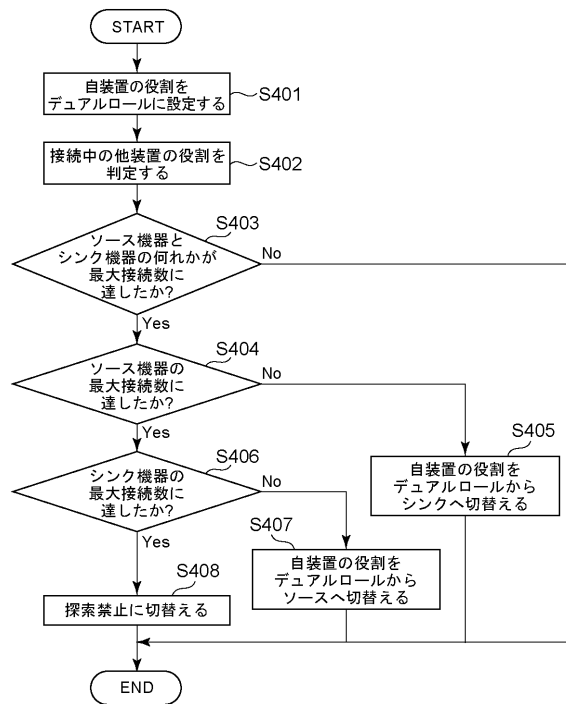 START
自装置の役割を
デュアルロールに設定する
S401
接続中の他装置の役割を
判定する
S402
S403
ソース機器と
シンク機器の何れかが
最大接続数に
達したか?
No
Yes
S404
ソース機器の
最大接続数に
達したか?
No
Yes
S405
自装置の役割を
デュアルロールから
シンクへ切替える
S406
シンク機器の
最大接続数に
達したか?
No
Yes
S407
自装置の役割を
デュアルロールから
ソースへ切替える
S408
探索禁止に切替える
END